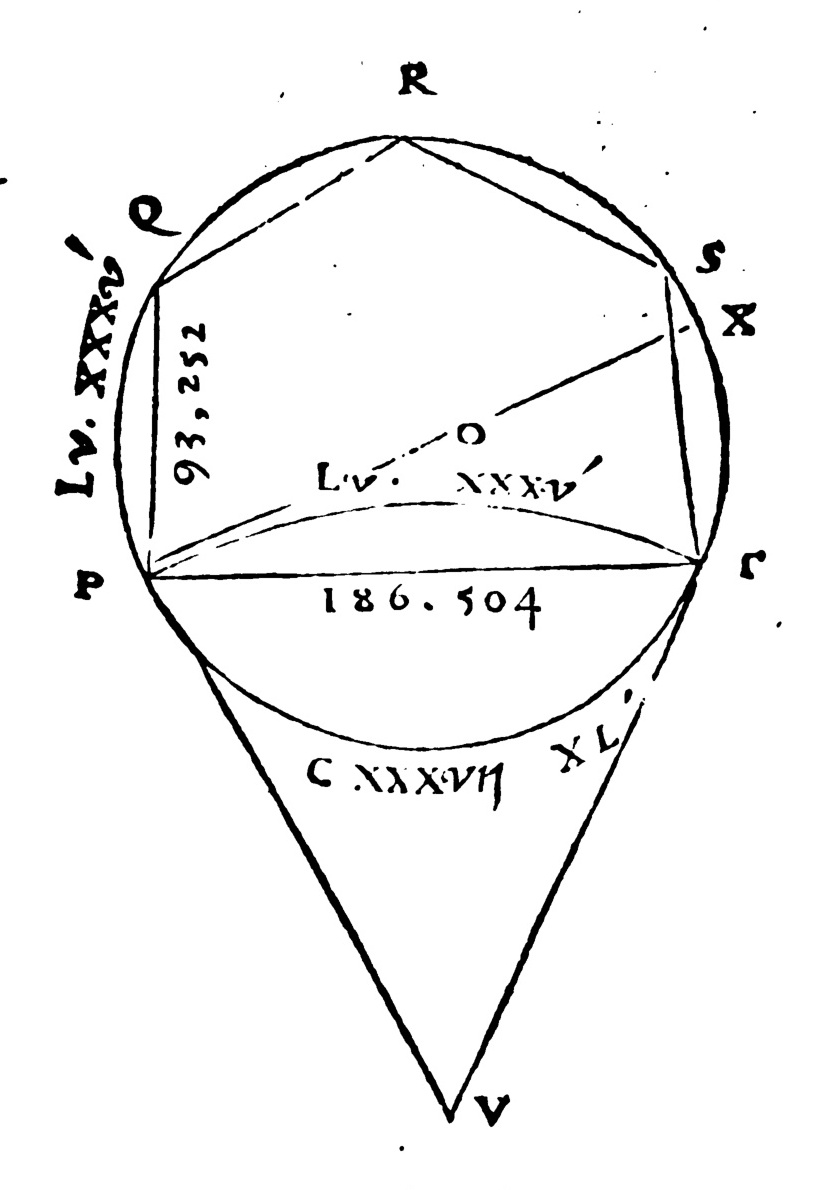 R
Q
S
X
Lv. XXXv′
93,252
O
Lv. XXXv′
P
T
186.504
C XXXVII
XL′
V